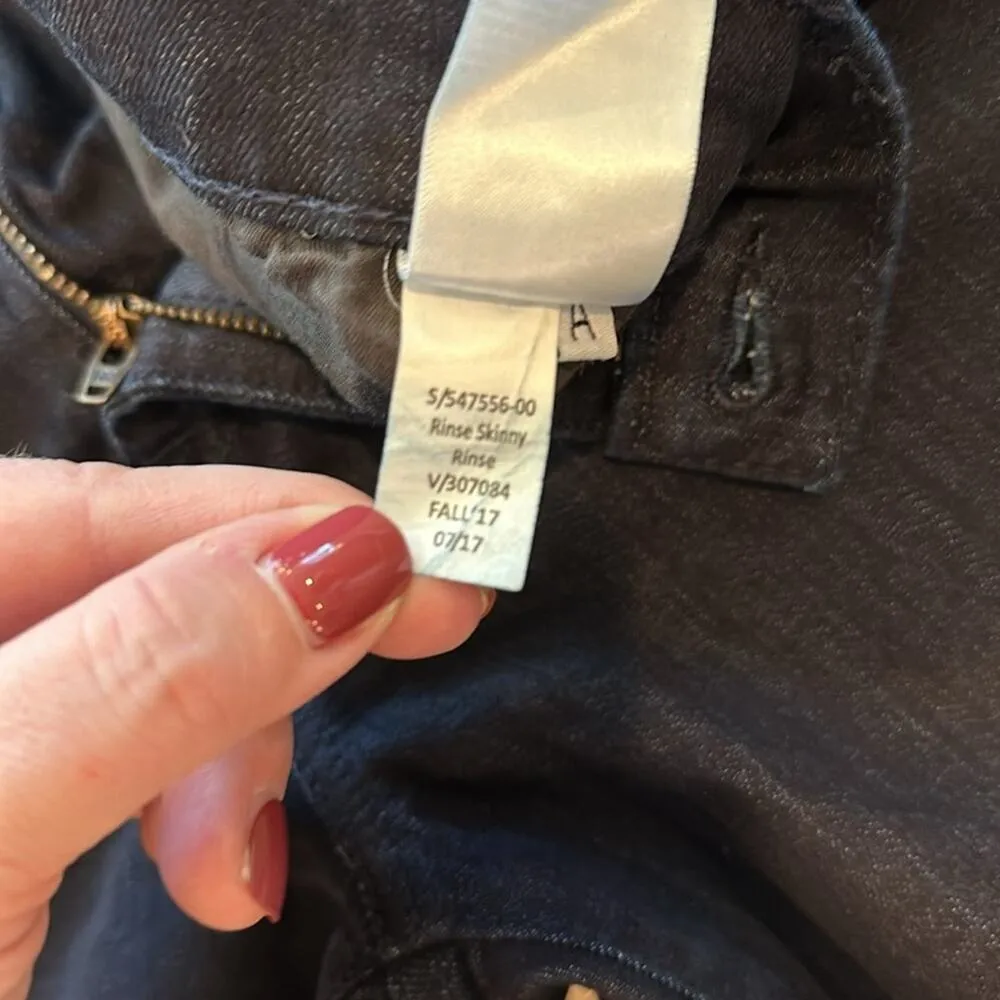 S/547556-00
Rinse Skinny
Rinse
V/307084
FALL'17
07/17